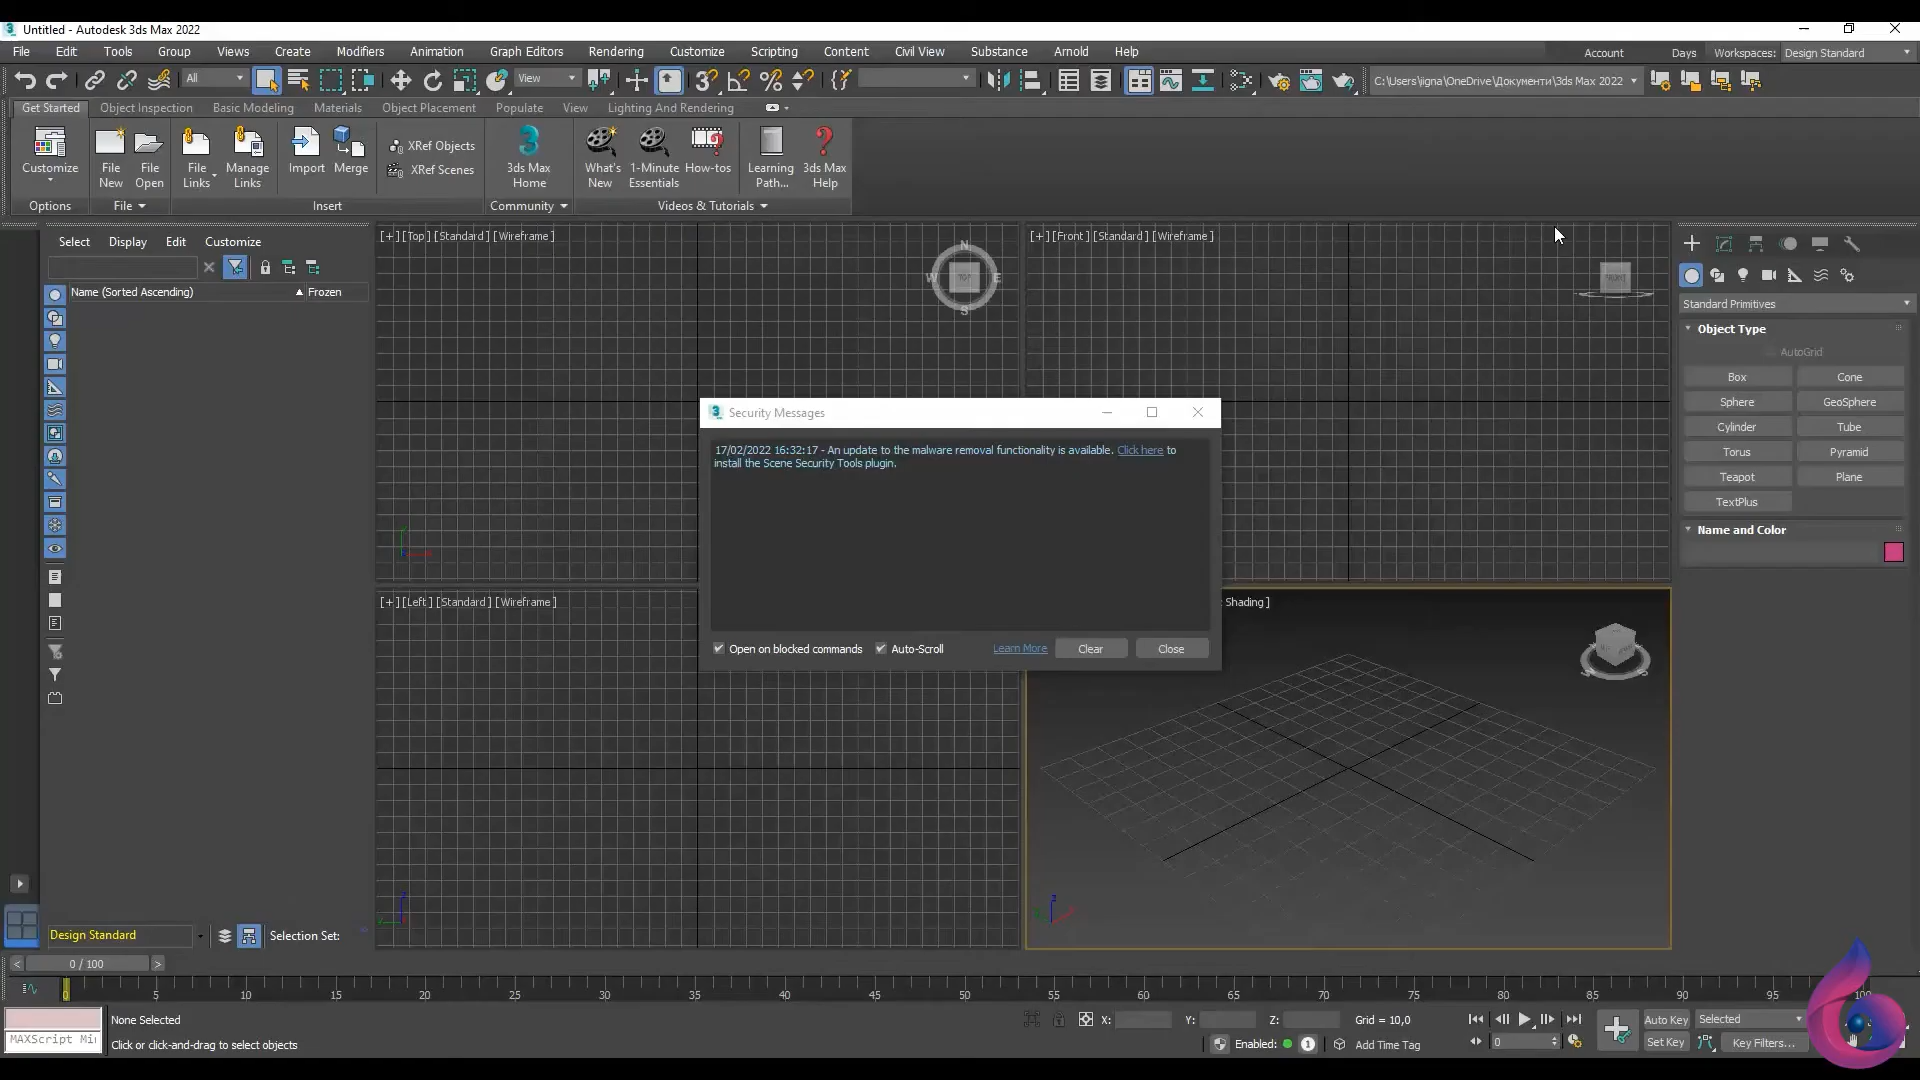 Untitled - Autodesk 3ds Max 2022
File Edit Tools Group Views Create Modifiers Animation Graph Editors Rendering Customize Scripting Content Civil View Substance Arnold Help
Account Days Workspaces: Design Standard
All View C:\Users\igna\OneDrive\Документи\3ds Max 2022
Get Started Object Inspection Basic Modeling Materials Object Placement Populate View Lighting And Rendering
Customize
File New
File Open
File Links
Manage Links
Import
Merge
XRef Objects
XRef Scenes
3ds Max Home
What's New
1-Minute Essentials
How-tos
Learning Path...
3ds Max Help
Options File Insert Community Videos & Tutorials
Select Display Edit Customize
Name (Sorted Ascending) Frozen
[+] [Top] [Standard] [Wireframe]
N
W TOP E
S
[+] [Front] [Standard] [Wireframe]
FRONT
Standard Primitives
Object Type
AutoGrid
Box Cone
Sphere GeoSphere
Cylinder Tube
Torus Pyramid
Teapot Plane
TextPlus
Name and Color
Security Messages
17/02/2022 16:32:17 - An update to the malware removal functionality is available. Click here to
install the Scene Security Tools plugin.
Open on blocked commands Auto-Scroll Learn More Clear Close
[+] [Left] [Standard] [Wireframe]
Shading]
Design Standard Selection Set:
< 0 / 100 >
0 5 10 15 20 25 30 35 40 45 50 55 60 65 70 75 80 85 90 95 100
None Selected
X: Y: Z: Grid = 10,0
Auto Key Selected
MAXScript Mi
Click or click-and-drag to select objects
Enabled: 1 Add Time Tag
0
Set Key Key Filters...